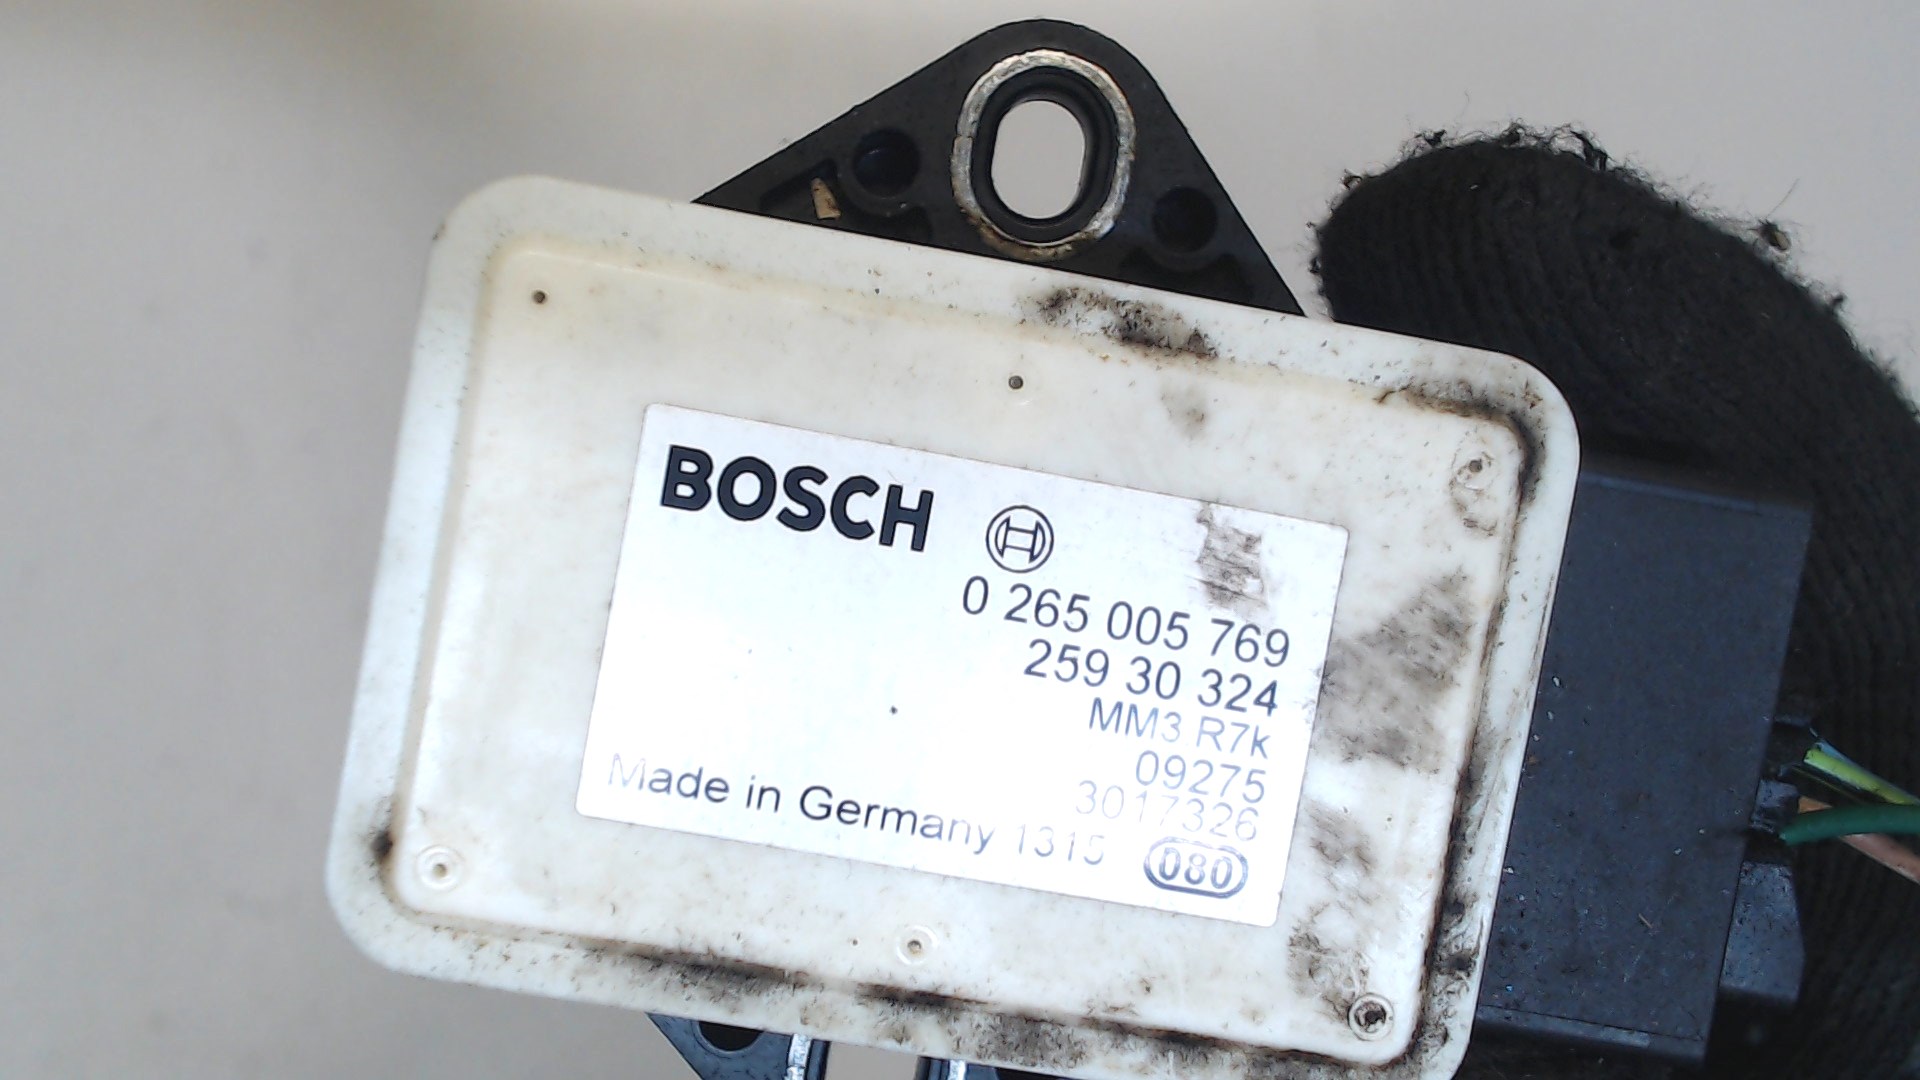 BOSCH
0 265 005 769
259 30 324
MM3 R7k
09275
3017326
Made in Germany 1315 080